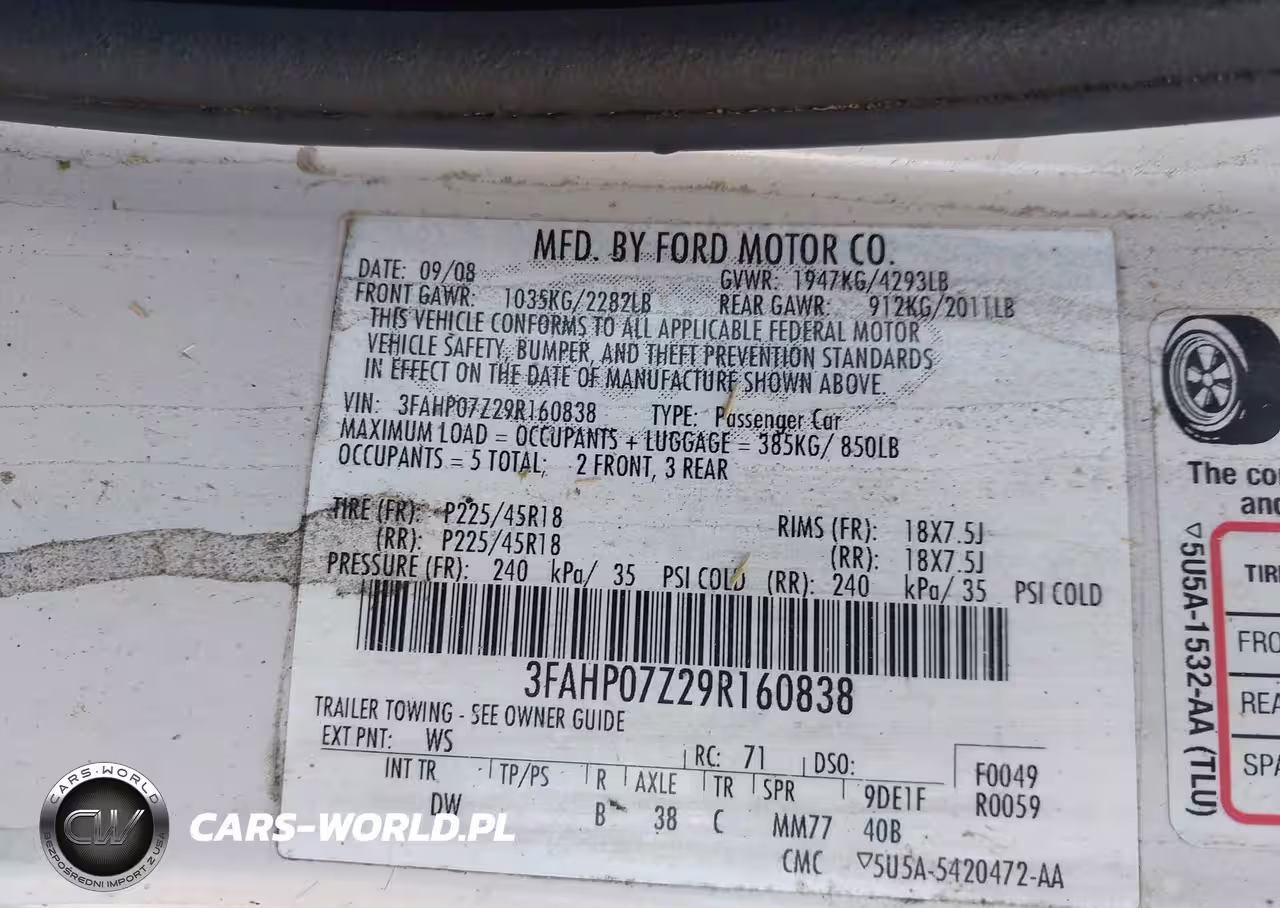 MFD. BY FORD MOTOR CO.
DATE: 09/08 GVWR: 1947KG/4293LB
FRONT GAWR: 1035KG/2282LB REAR GAWR: 912KG/2011LB
THIS VEHICLE CONFORMS TO ALL APPLICABLE FEDERAL MOTOR
VEHICLE SAFETY, BUMPER, AND THEFT PREVENTION STANDARDS
IN EFFECT ON THE DATE OF MANUFACTURE SHOWN ABOVE.
VIN: 3FAHP07Z29R160838 TYPE: Passenger Car
MAXIMUM LOAD = OCCUPANTS + LUGGAGE = 385KG/ 850LB
OCCUPANTS = 5 TOTAL; 2 FRONT, 3 REAR
TIRE (FR): P225/45R18 RIMS (FR): 18X7.5J
(RR): P225/45R18 (RR): 18X7.5J
PRESSURE (FR): 240 kPa/ 35 PSI COLD (RR): 240 kPa/ 35 PSI COLD
3FAHP07Z29R160838
TRAILER TOWING - SEE OWNER GUIDE
EXT PNT: WS RC: 71 DSO: F0049
INT TR TP/PS R AXLE TR SPR 9DE1F R0059
DW B 38 C MM77 40B
CMC ▽5U5A-5420472-AA
The co
and
TIR
FRO
REA
SPA
▽5U5A-1532-AA (TLU)
CARS-WORLD
CW
BEZPOŚREDNI IMPORT Z USA
CARS-WORLD.PL